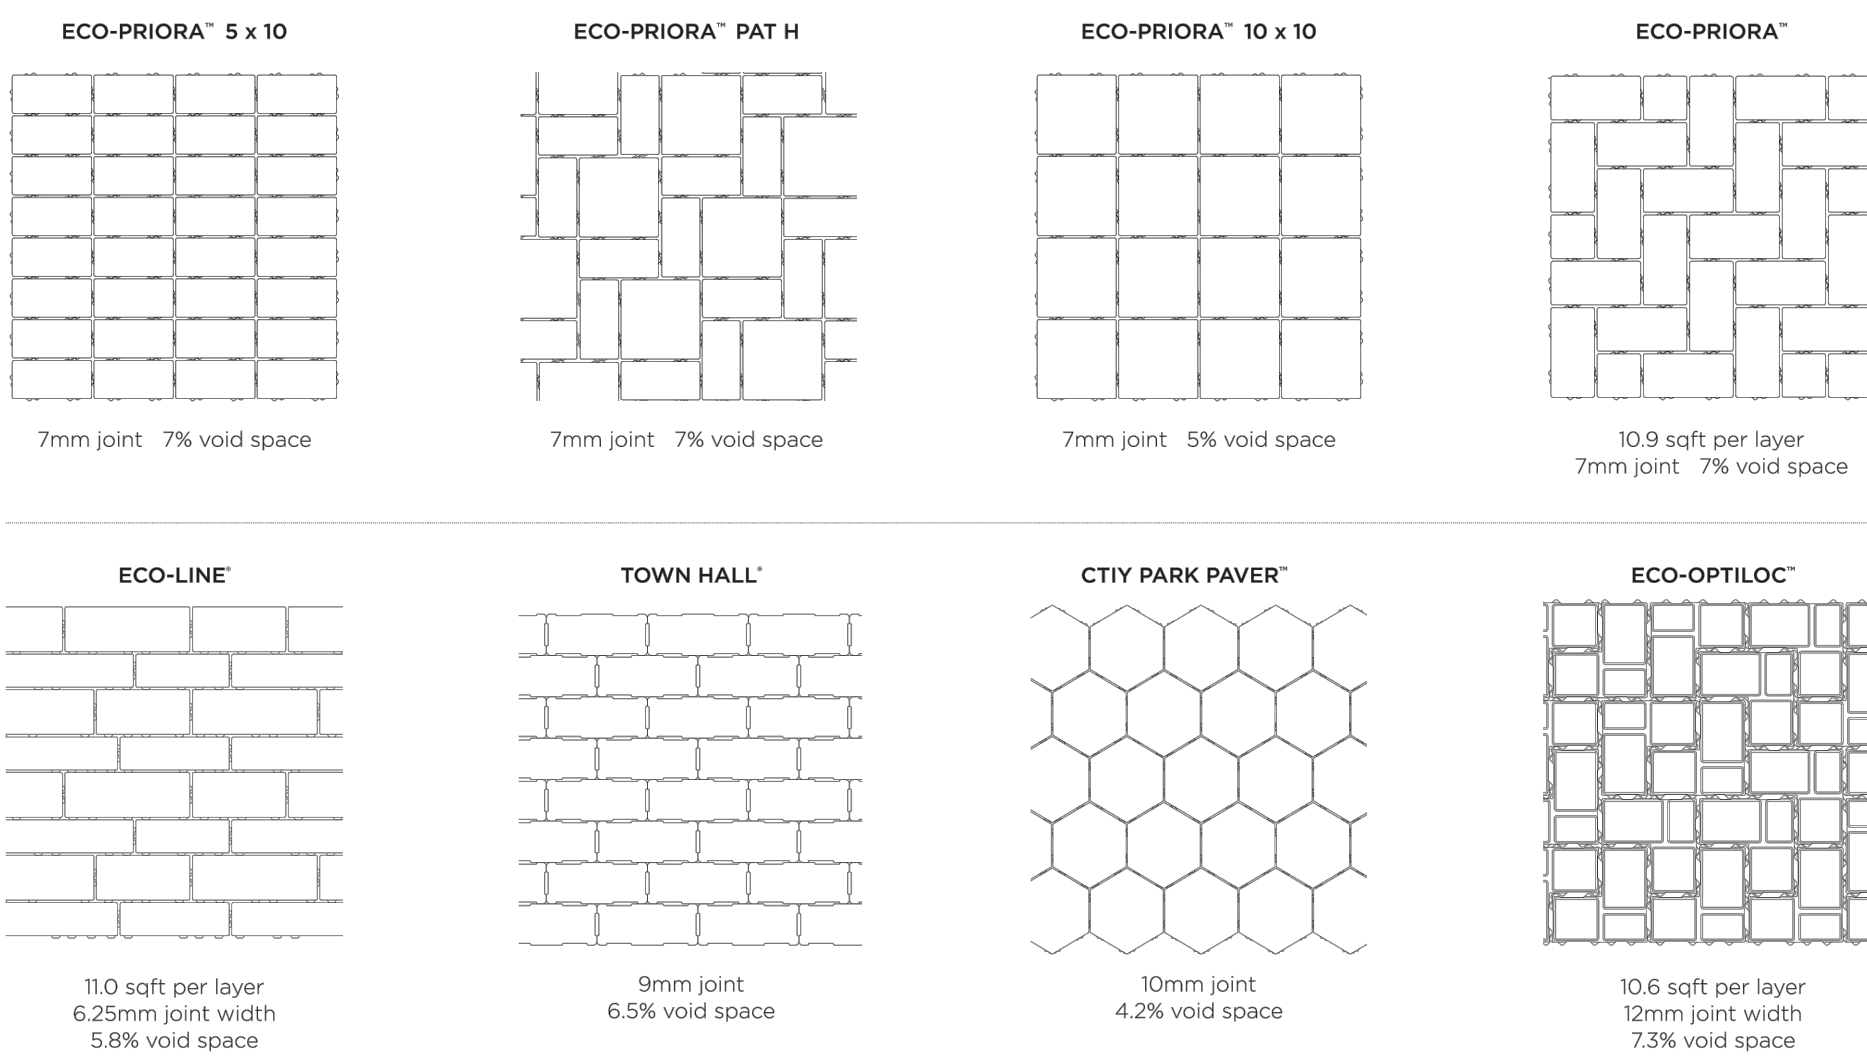 ECO-PRIORA™ 5 x 10
7mm joint 7% void space
ECO-PRIORA™ PAT H
7mm joint 7% void space
ECO-PRIORA™ 10 x 10
7mm joint 5% void space
ECO-PRIORA™
10.9 sqft per layer
7mm joint 7% void space
ECO-LINE®
11.0 sqft per layer
6.25mm joint width
5.8% void space
TOWN HALL®
9mm joint
6.5% void space
CTIY PARK PAVER™
10mm joint
4.2% void space
ECO-OPTILOC™
10.6 sqft per layer
12mm joint width
7.3% void space